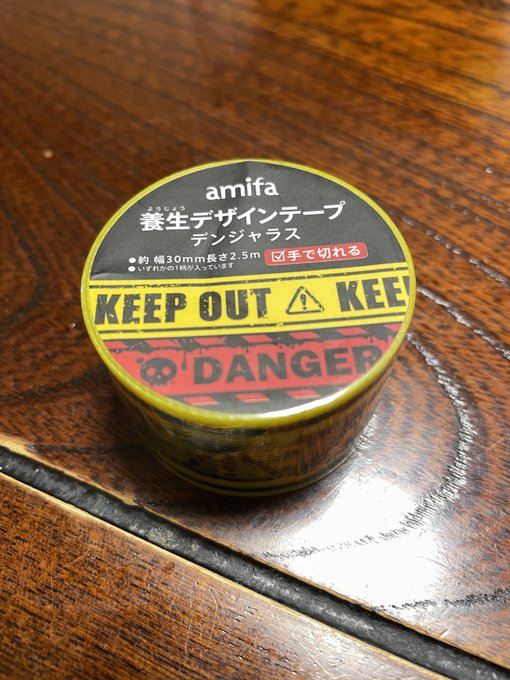 amifa
ようじょう
養生デザインテープ
デンジャラス
●約 幅30mm長さ2.5m
手で切れる
●いずれかの1柄が入っています
KEEP OUT KEE
DANGER